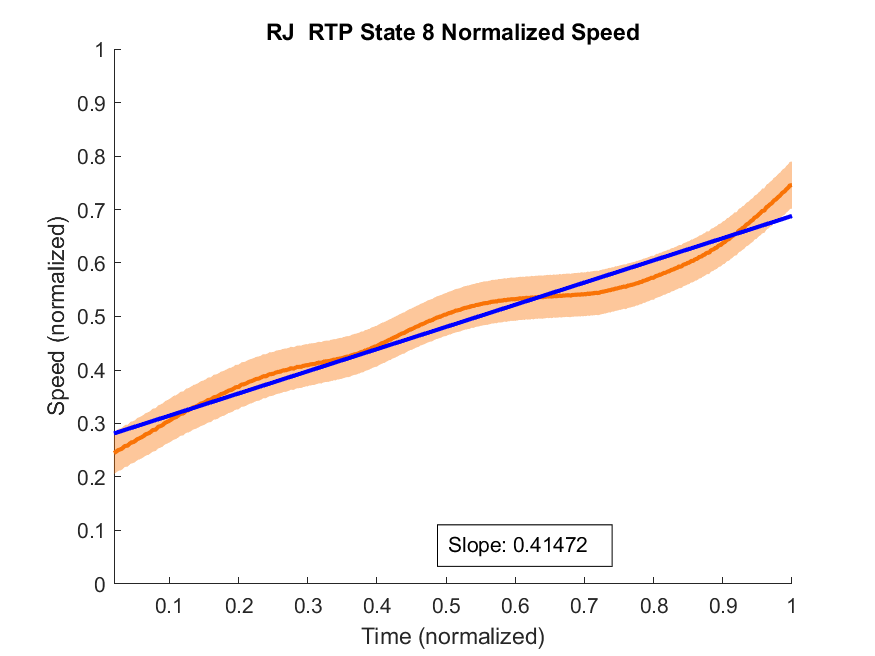 RJ  RTP State 8 Normalized Speed
1
0.9
0.8
0.7
0.6
0.5
0.4
0.3
0.2
0.1
0
Speed (normalized)
Slope: 0.41472
0.1 0.2 0.3 0.4 0.5 0.6 0.7 0.8 0.9 1
Time (normalized)